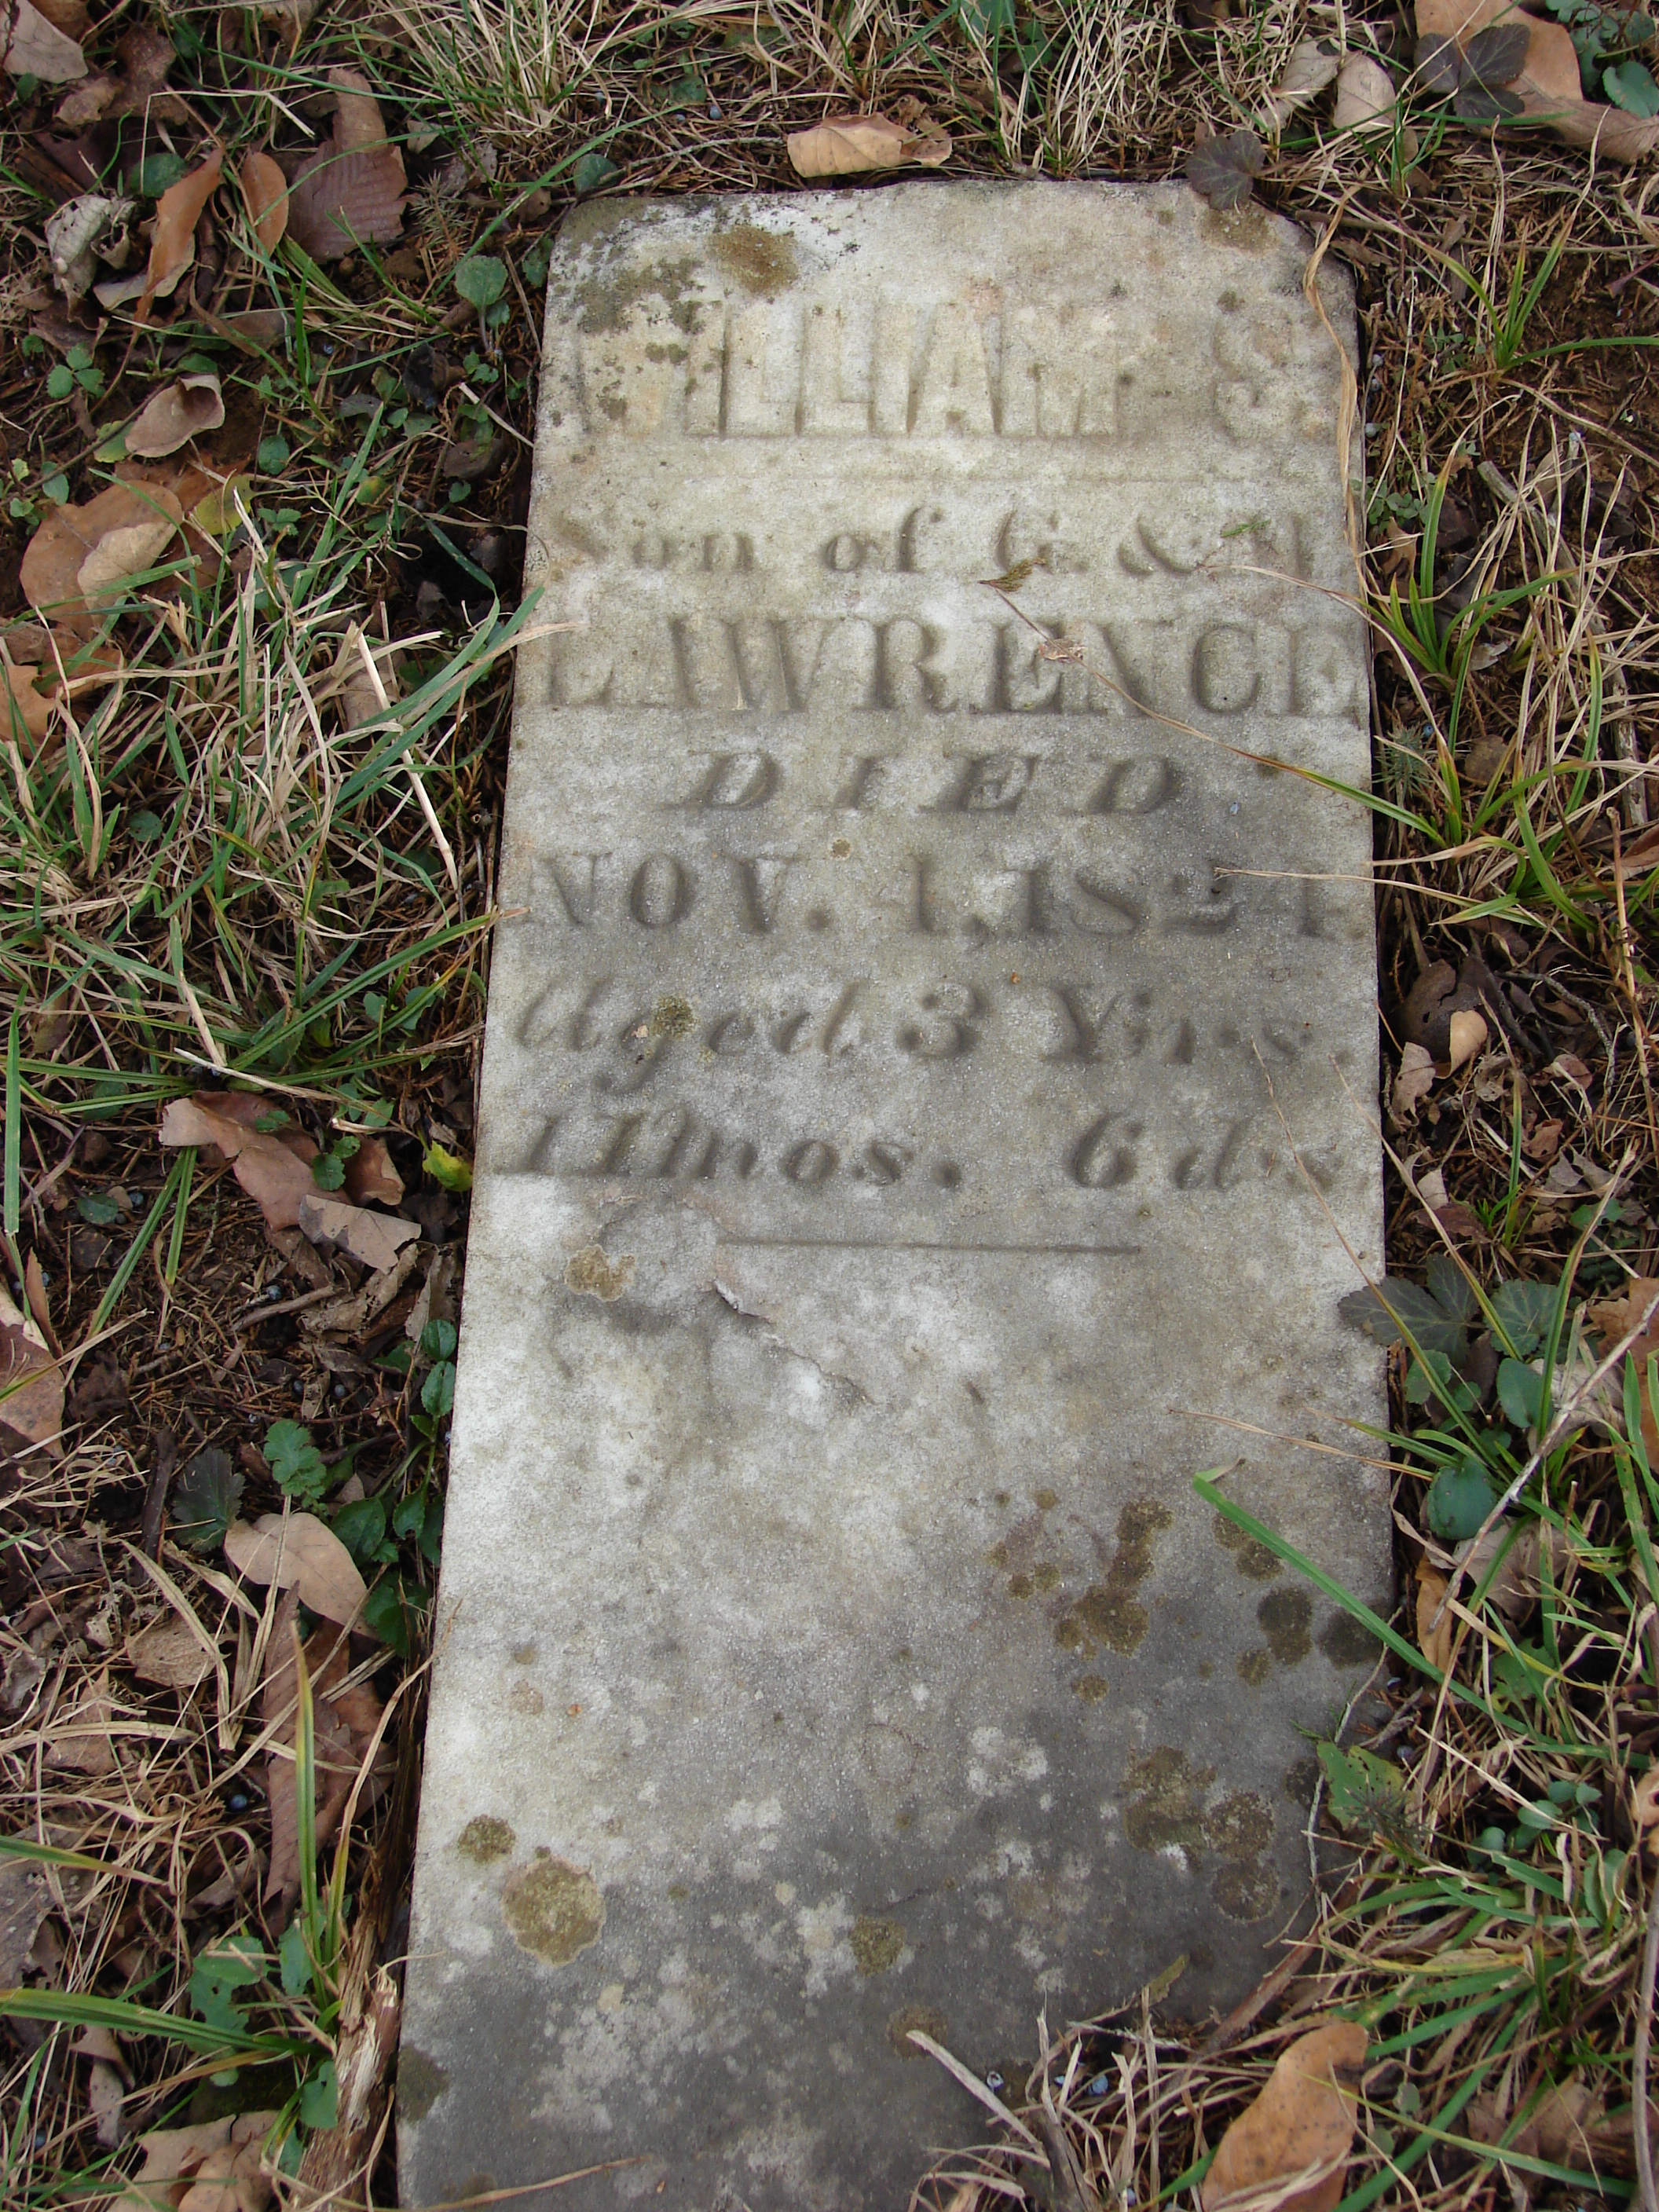 WILLIAM S.
Son of G. &
LAWRENCE
DIED
NOV. 4, 1824
Aged 3 Yrs.
11mos. 6 ds.